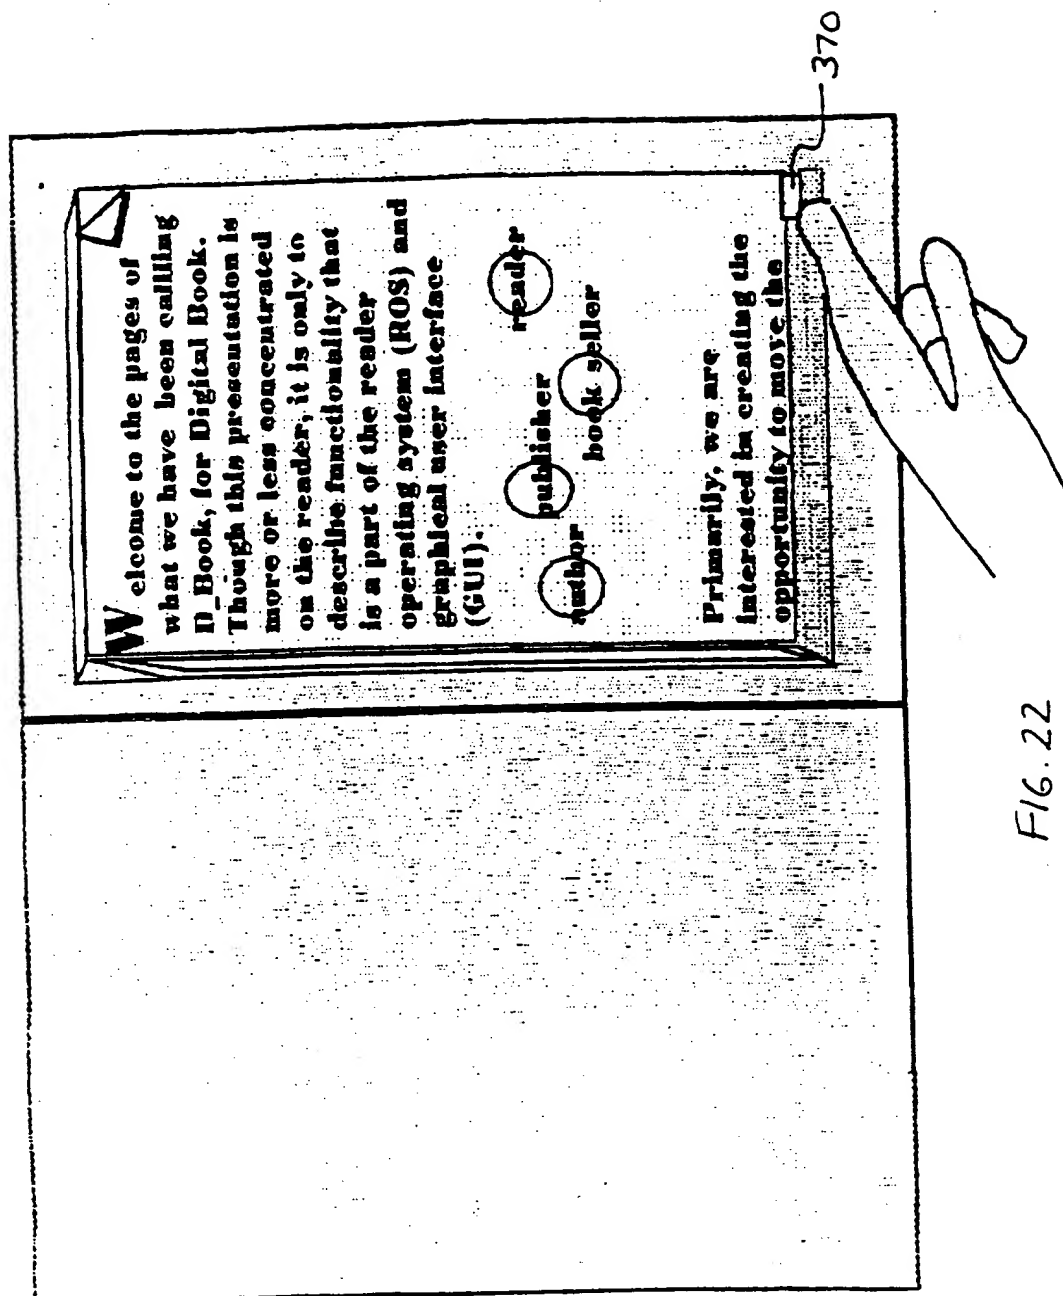 Welcome to the pages of
what we have been callling
D_Book, for Digital Book.
Though this presentation is
more or less concentrated
on the reader, it is only to
describe functionality that
is a part of the reader
operating system (ROS) and
graphical user interface
(GUI).
author
publisher
book seller
reader
Primarily, we are
interested in creating the
opportunity to move the
370
FIG. 22